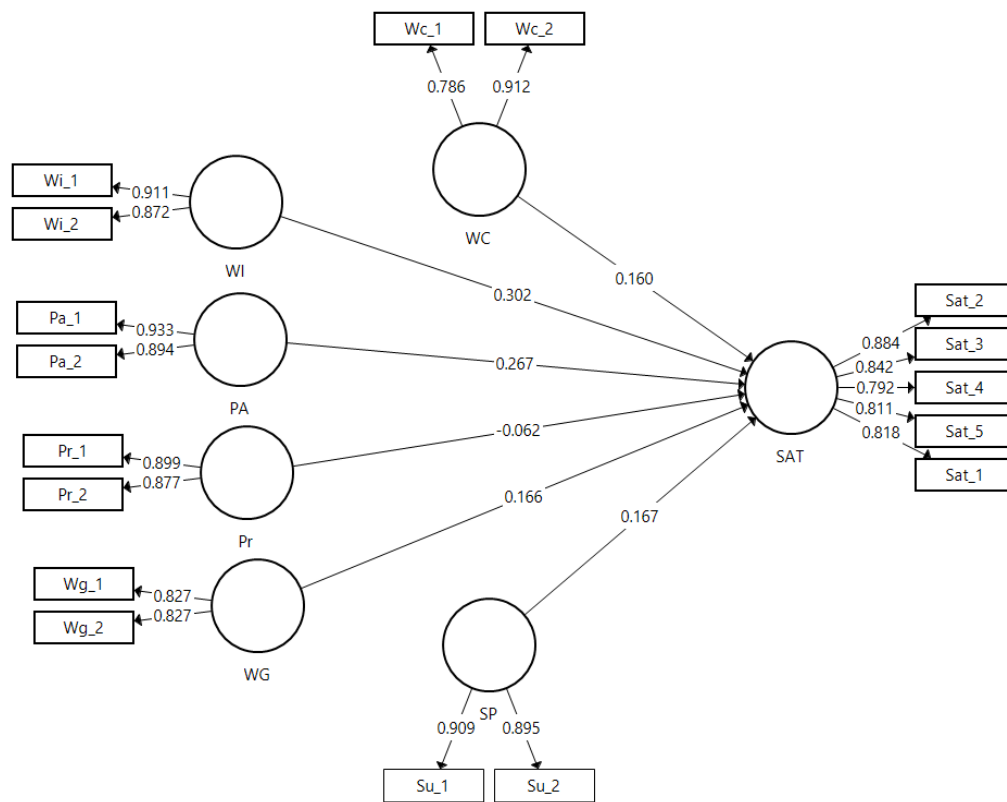 Wc_1 Wc_2
0.786 0.912
WC
Wi_1
Wi_2
0.911
0.872
WI
0.302
0.160
Pa_1
Pa_2
0.933
0.894
PA
0.267
Pr_1
Pr_2
0.899
0.877
Pr
-0.062
Wg_1
Wg_2
0.827
0.827
WG
0.166
0.167
SP
0.909 0.895
Su_1 Su_2
SAT
0.884
0.842
0.792
0.811
0.818
Sat_2
Sat_3
Sat_4
Sat_5
Sat_1